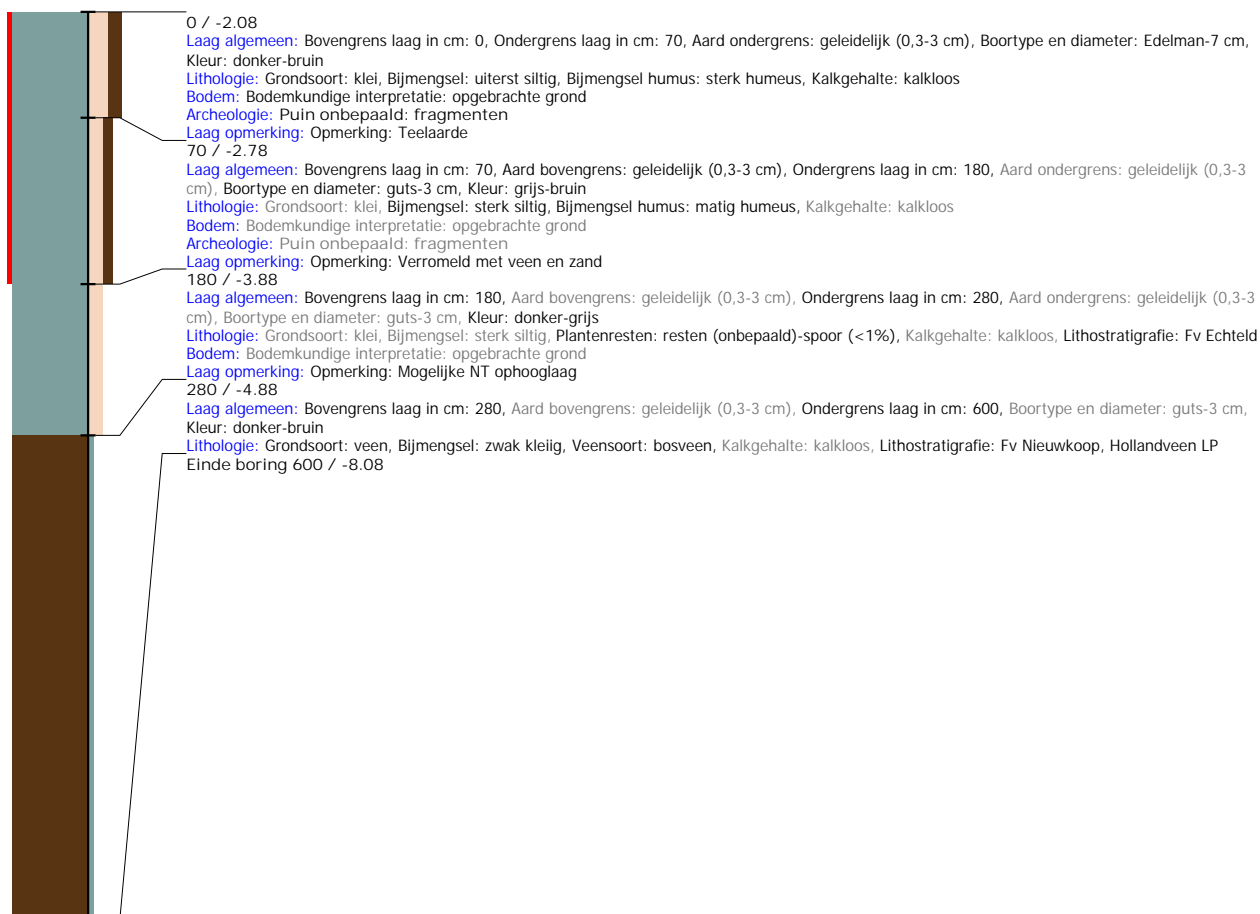 0 / -2.08
Laag algemeen: Bovengrens laag in cm: 0, Ondergrens laag in cm: 70, Aard ondergrens: geleidelijk (0,3-3 cm), Boortype en diameter: Edelman-7 cm,
Kleur: donker-bruin
Lithologie: Grondsoort: klei, Bijmengsel: uiterst siltig, Bijmengsel humus: sterk humeus, Kalkgehalte: kalkloos
Bodem: Bodemkundige interpretatie: opgebrachte grond
Archeologie: Puin onbepaald: fragmenten
Laag opmerking: Opmerking: Teelaarde
70 / -2.78
Laag algemeen: Bovengrens laag in cm: 70, Aard bovengrens: geleidelijk (0,3-3 cm), Ondergrens laag in cm: 180, Aard ondergrens: geleidelijk (0,3-3
cm), Boortype en diameter: guts-3 cm, Kleur: grijs-bruin
Lithologie: Grondsoort: klei, Bijmengsel: sterk siltig, Bijmengsel humus: matig humeus, Kalkgehalte: kalkloos
Bodem: Bodemkundige interpretatie: opgebrachte grond
Archeologie: Puin onbepaald: fragmenten
Laag opmerking: Opmerking: Verromeld met veen en zand
180 / -3.88
Laag algemeen: Bovengrens laag in cm: 180, Aard bovengrens: geleidelijk (0,3-3 cm), Ondergrens laag in cm: 280, Aard ondergrens: geleidelijk (0,3-3
cm), Boortype en diameter: guts-3 cm, Kleur: donker-grijs
Lithologie: Grondsoort: klei, Bijmengsel: sterk siltig, Plantenresten: resten (onbepaald)-spoor (<1%), Kalkgehalte: kalkloos, Lithostratigrafie: Fv Echteld
Bodem: Bodemkundige interpretatie: opgebrachte grond
Laag opmerking: Opmerking: Mogelijke NT ophooglaag
280 / -4.88
Laag algemeen: Bovengrens laag in cm: 280, Aard bovengrens: geleidelijk (0,3-3 cm), Ondergrens laag in cm: 600, Boortype en diameter: guts-3 cm,
Kleur: donker-bruin
Lithologie: Grondsoort: veen, Bijmengsel: zwak kleiig, Veensoort: bosveen, Kalkgehalte: kalkloos, Lithostratigrafie: Fv Nieuwkoop, Hollandveen LP
Einde boring 600 / -8.08